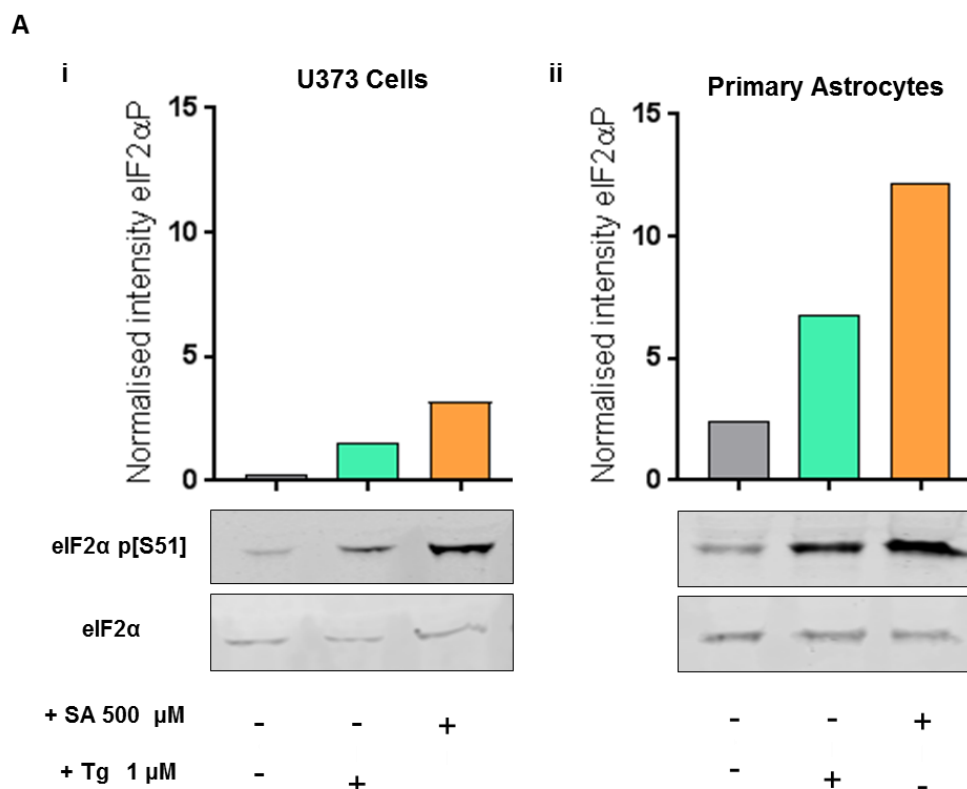 A
i
U373 Cells
Normalised intensity eIF2αP
15
10
5
0
ii
Primary Astrocytes
Normalised intensity eIF2αP
15
10
5
0
eIF2α p[S51]
eIF2α
+ SA 500 μM - - + - - +
+ Tg 1 μM - + - + -